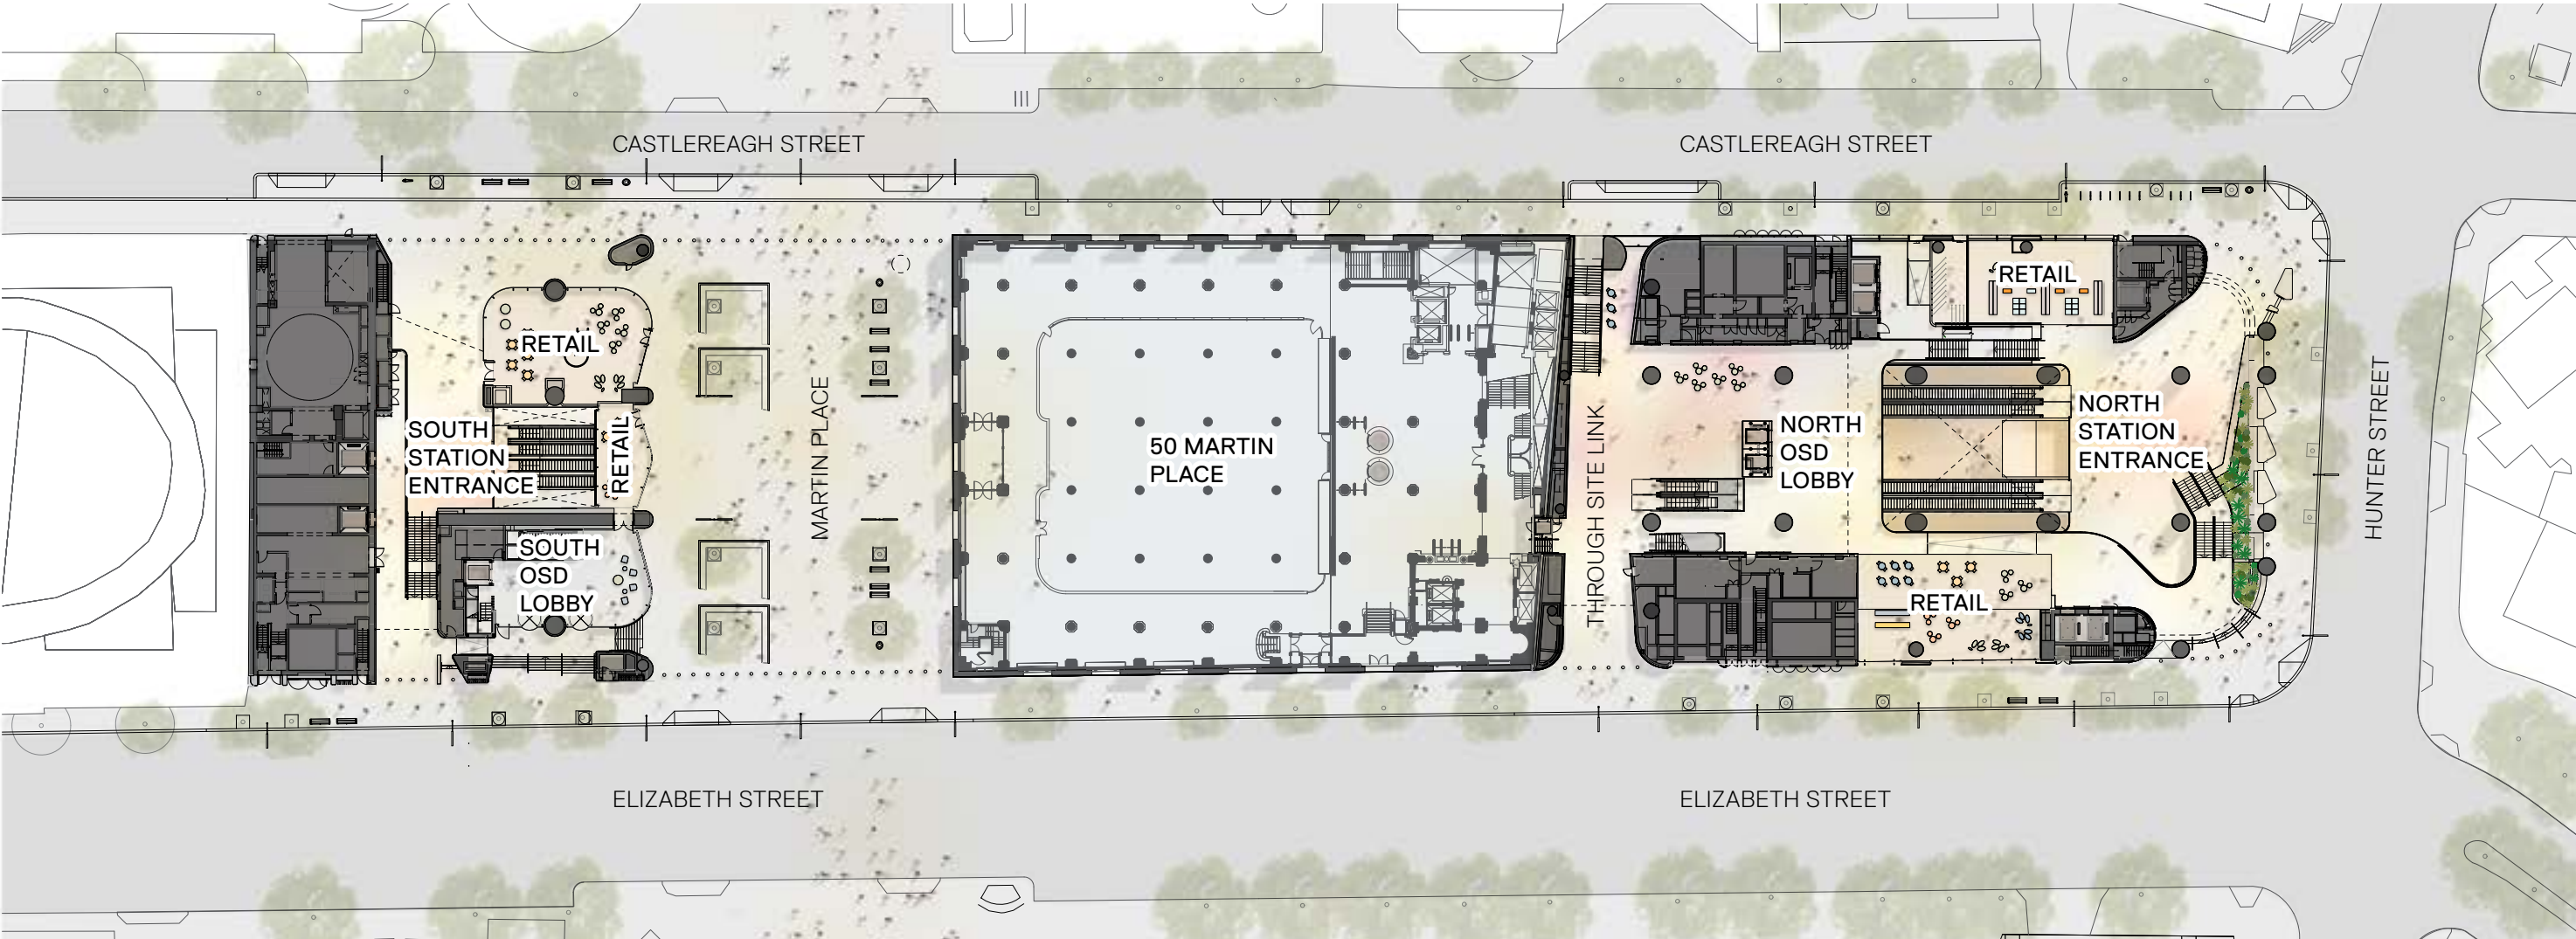 CASTLEREAGH STREET
CASTLEREAGH STREET
RETAIL
RETAIL
RETAIL
SOUTH
STATION
ENTRANCE
MARTIN PLACE
50 MARTIN
PLACE
THROUGH SITE LINK
NORTH
OSD
LOBBY
NORTH
STATION
ENTRANCE
HUNTER STREET
SOUTH
OSD
LOBBY
RETAIL
ELIZABETH STREET
ELIZABETH STREET